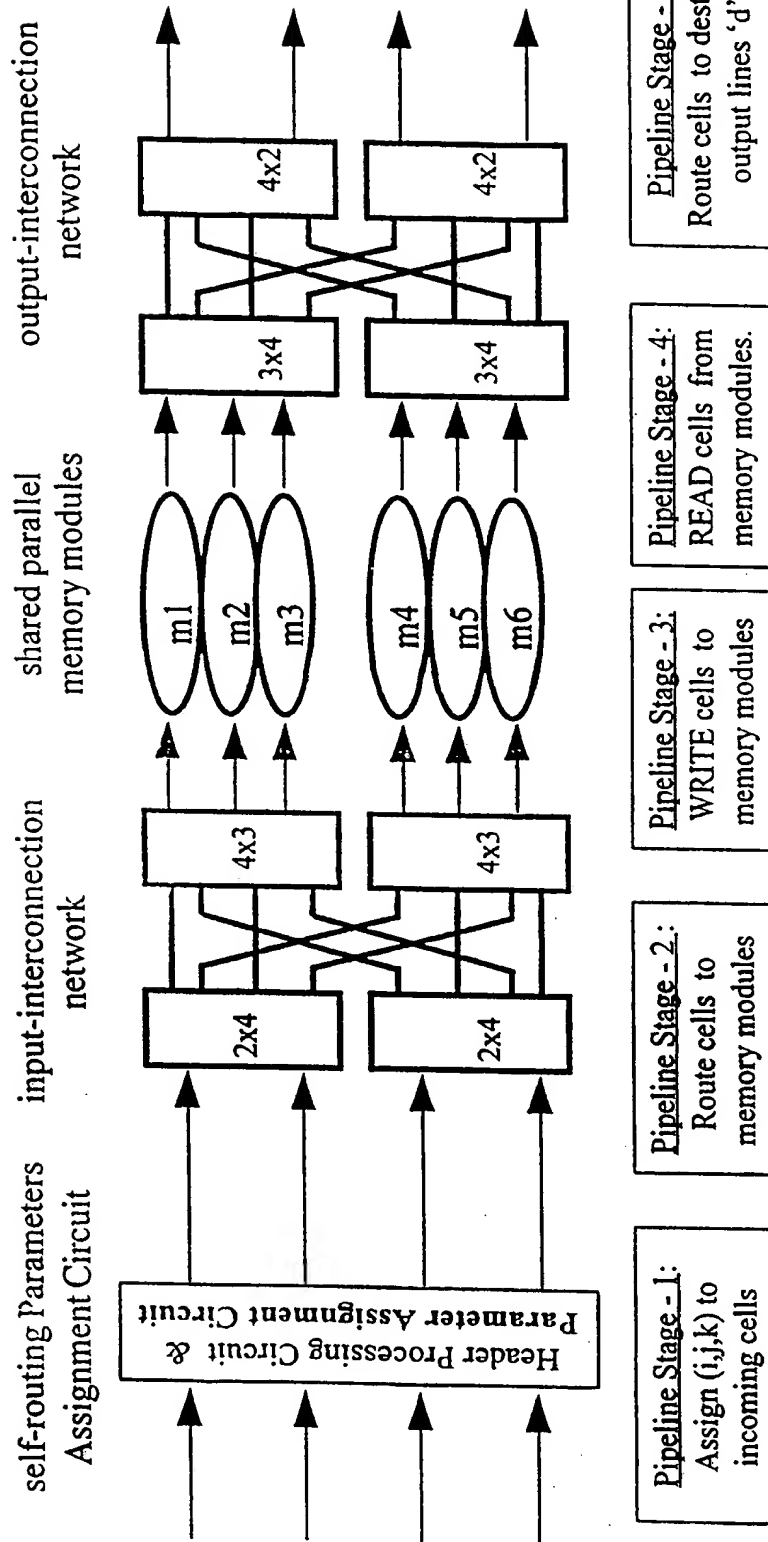 self-routing Parameters
Assignment Circuit
input-interconnection
network
shared parallel
memory modules
output-interconnection
network
Header Processing Circuit &
Parameter Assignment Circuit
2x4
2x4
4x3
4x3
m1
m2
m3
m4
m5
m6
3x4
3x4
4x2
4x2
Pipeline Stage - 1:
Assign (i,j,k) to
incoming cells
Pipeline Stage - 2 :
Route cells to
memory modules
Pipeline Stage - 3:
WRITE cells to
memory modules
Pipeline Stage - 4:
READ cells from
memory modules.
Pipeline Stage -
Route cells to
output lines 'd'